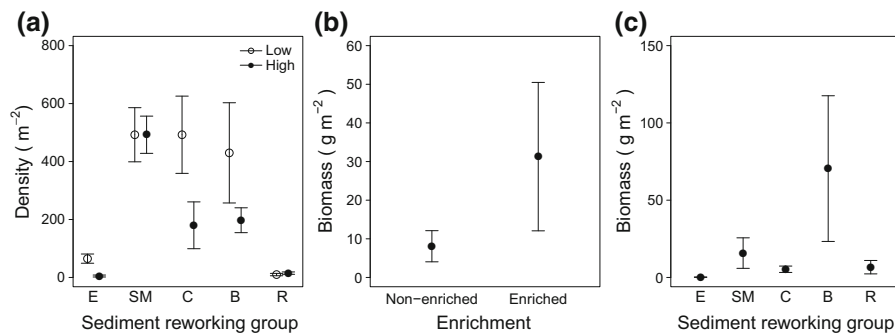 (a)
(b)
(c)
800
600
400
200
0
Density ( m−2)
Low
High
E SM C B R
Sediment reworking group
60
50
40
30
20
10
0
Biomass ( g m−2)
Non−enriched Enriched
Enrichment
150
100
50
0
Biomass ( g m−2)
E SM C B R
Sediment reworking group